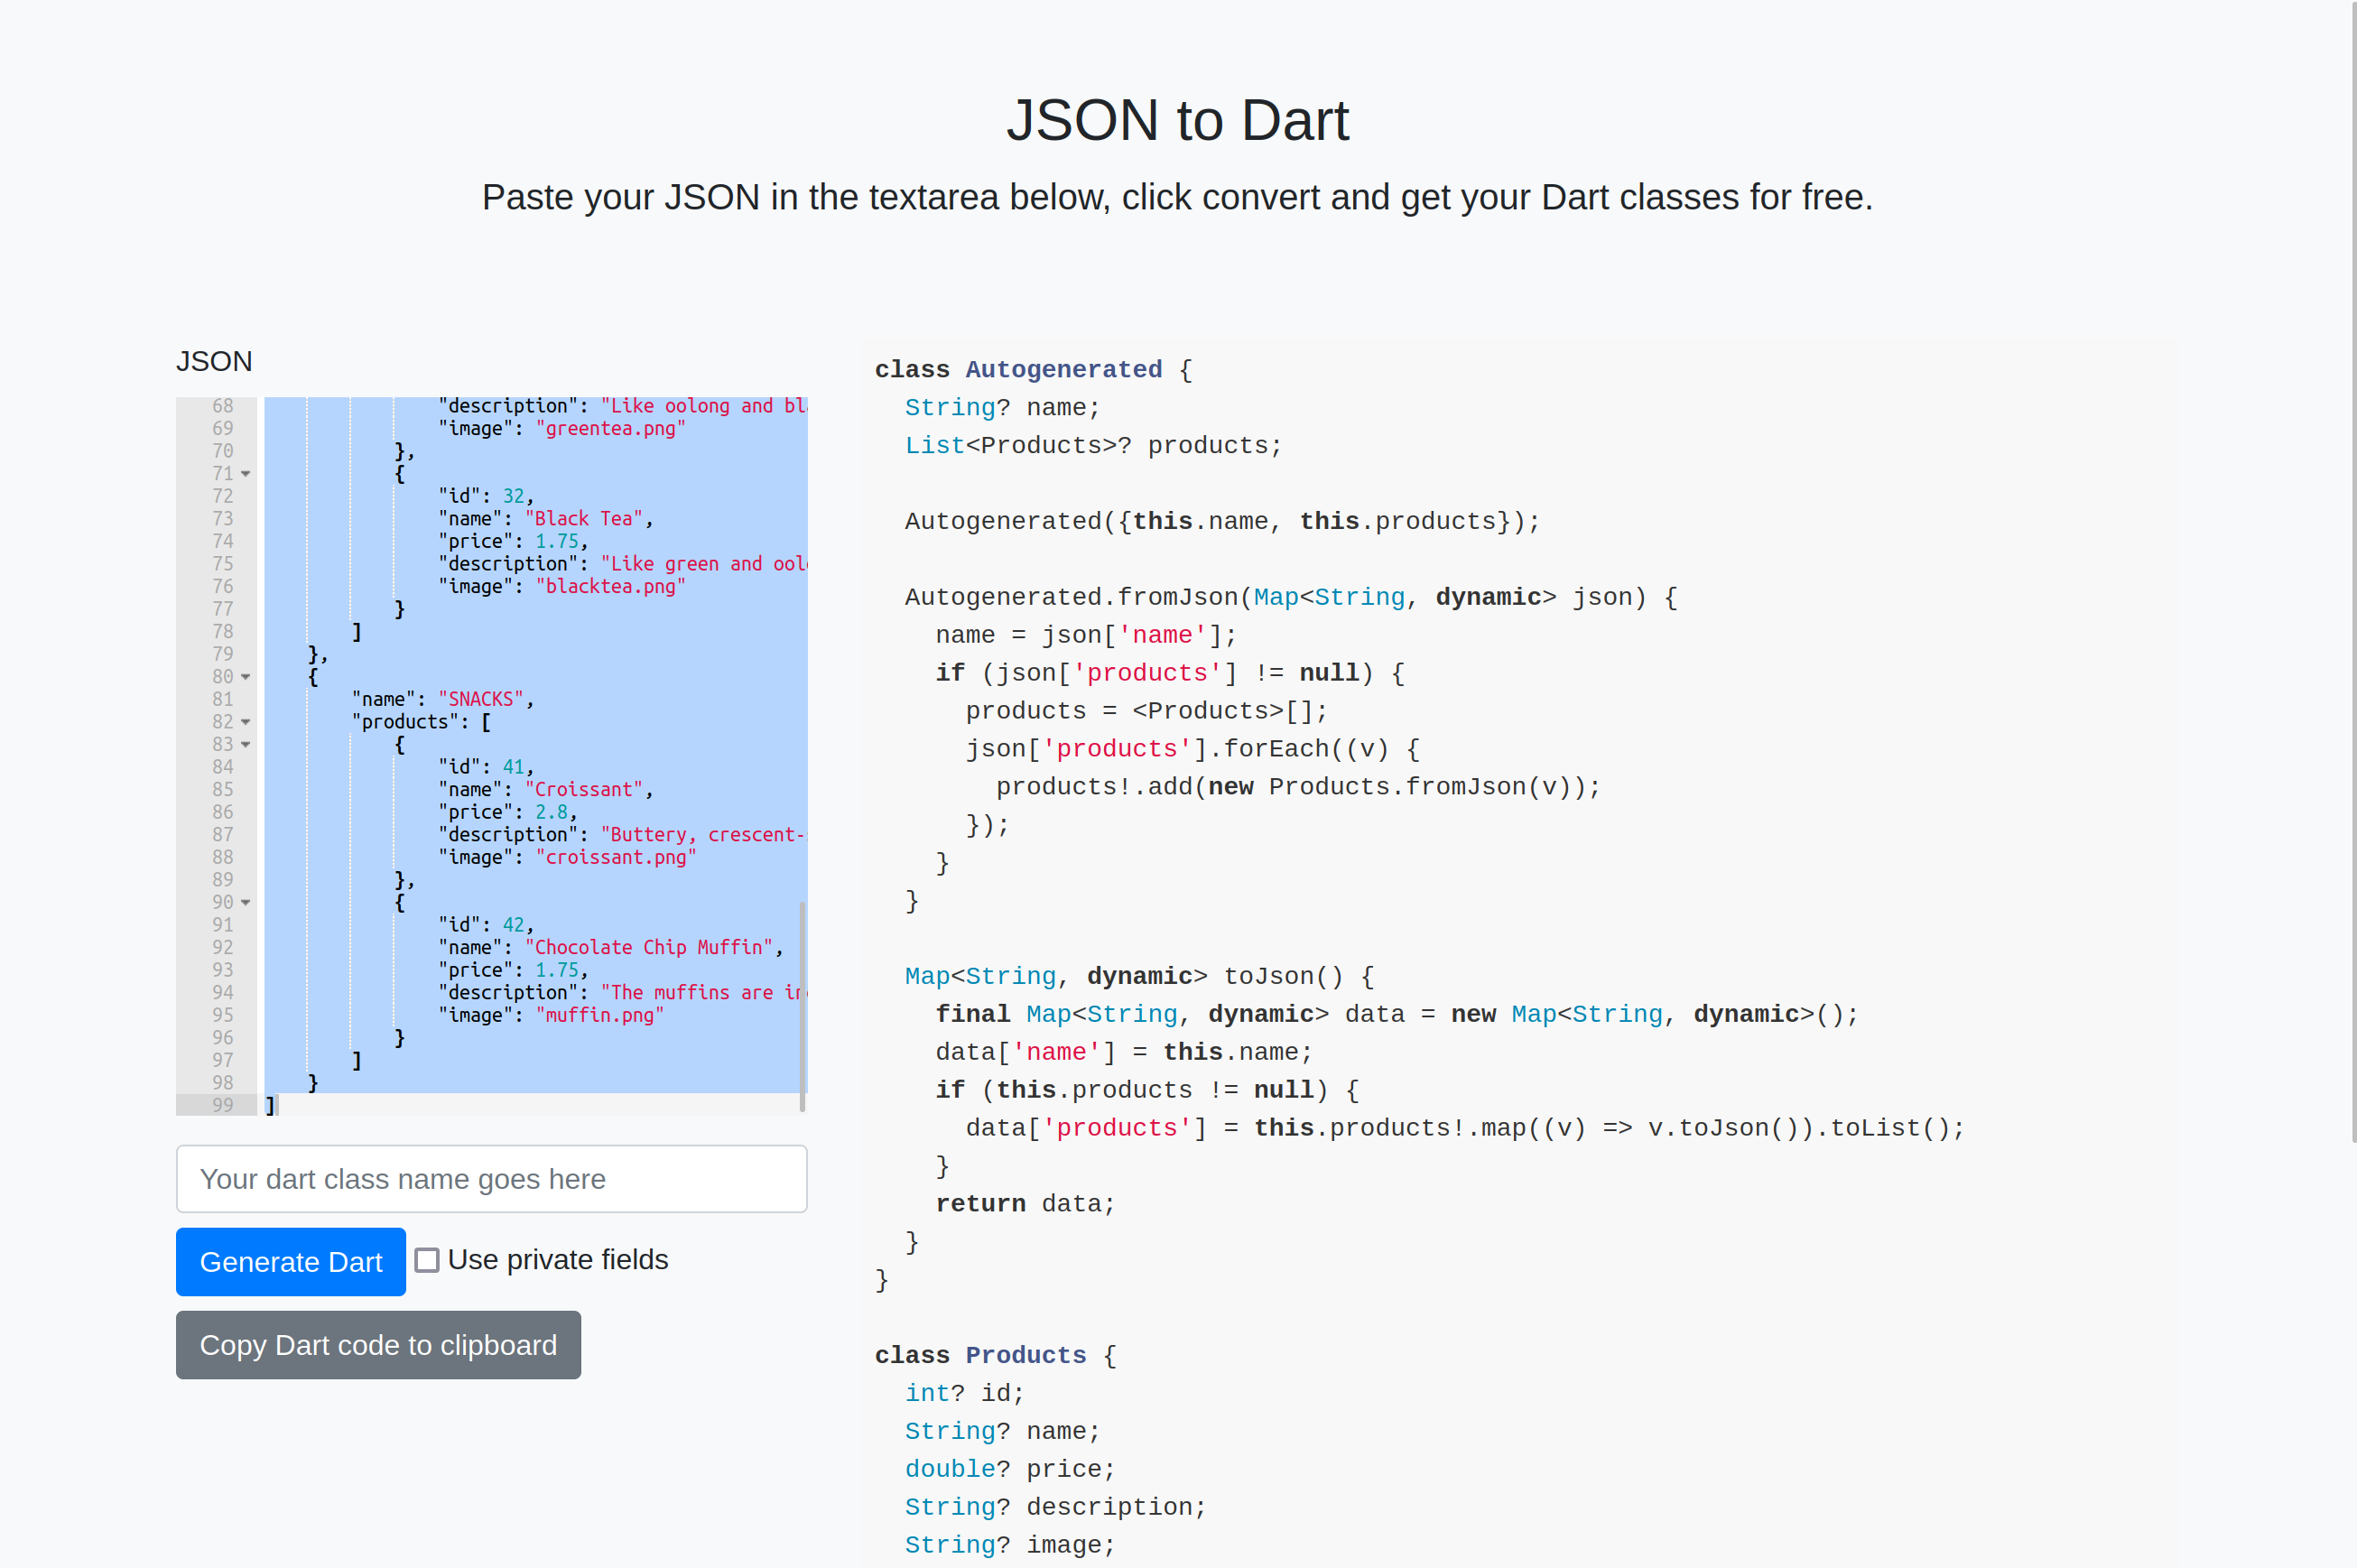 JSON to Dart
Paste your JSON in the textarea below, click convert and get your Dart classes for free.
JSON
68 "description": "Like oolong and
69 "image": "greentea.png"
70 },
71 {
72 "id": 32,
73 "name": "Black Tea",
74 "price": 1.75,
75 "description": "Like green and
76 "image": "blacktea.png"
77 }
78 ]
79 },
80 {
81 "name": "SNACKS",
82 "products": [
83 {
84 "id": 41,
85 "name": "Croissant",
86 "price": 2.8,
87 "description": "Buttery, crescent-
88 "image": "croissant.png"
89 },
90 {
91 "id": 42,
92 "name": "Chocolate Chip Muffin",
93 "price": 1.75,
94 "description": "The muffins are
95 "image": "muffin.png"
96 }
97 ]
98 }
99 ]
Your dart class name goes here
Generate Dart
Use private fields
Copy Dart code to clipboard
class Autogenerated {
  String? name;
  List<Products>? products;
  Autogenerated({this.name, this.products});
  Autogenerated.fromJson(Map<String, dynamic> json) {
    name = json['name'];
    if (json['products'] != null) {
      products = <Products>[];
      json['products'].forEach((v) {
        products!.add(new Products.fromJson(v));
      });
    }
  }
  Map<String, dynamic> toJson() {
    final Map<String, dynamic> data = new Map<String, dynamic>();
    data['name'] = this.name;
    if (this.products != null) {
      data['products'] = this.products!.map((v) => v.toJson()).toList();
    }
    return data;
  }
}
class Products {
  int? id;
  String? name;
  double? price;
  String? description;
  String? image;